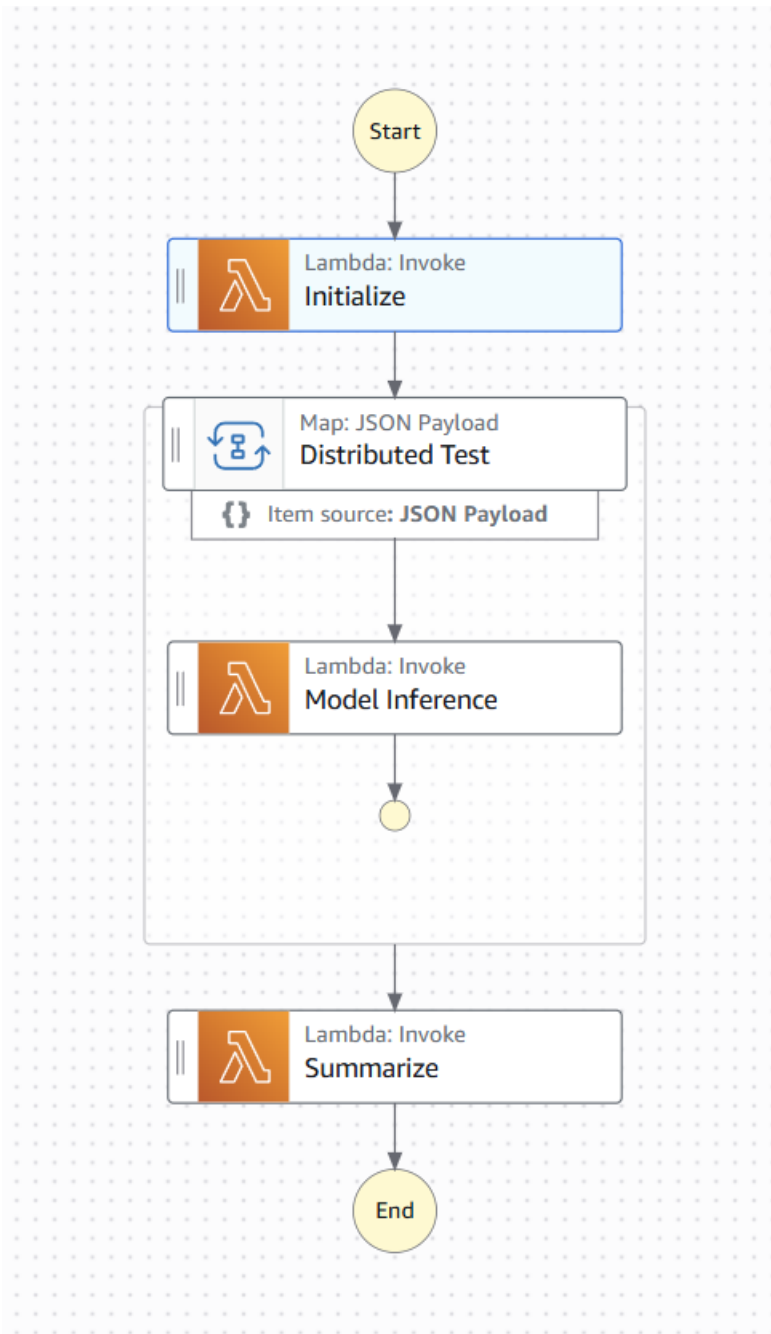 Start
Lambda: Invoke
Initialize
Map: JSON Payload
Distributed Test
{} Item source: JSON Payload
Lambda: Invoke
Model Inference
Lambda: Invoke
Summarize
End